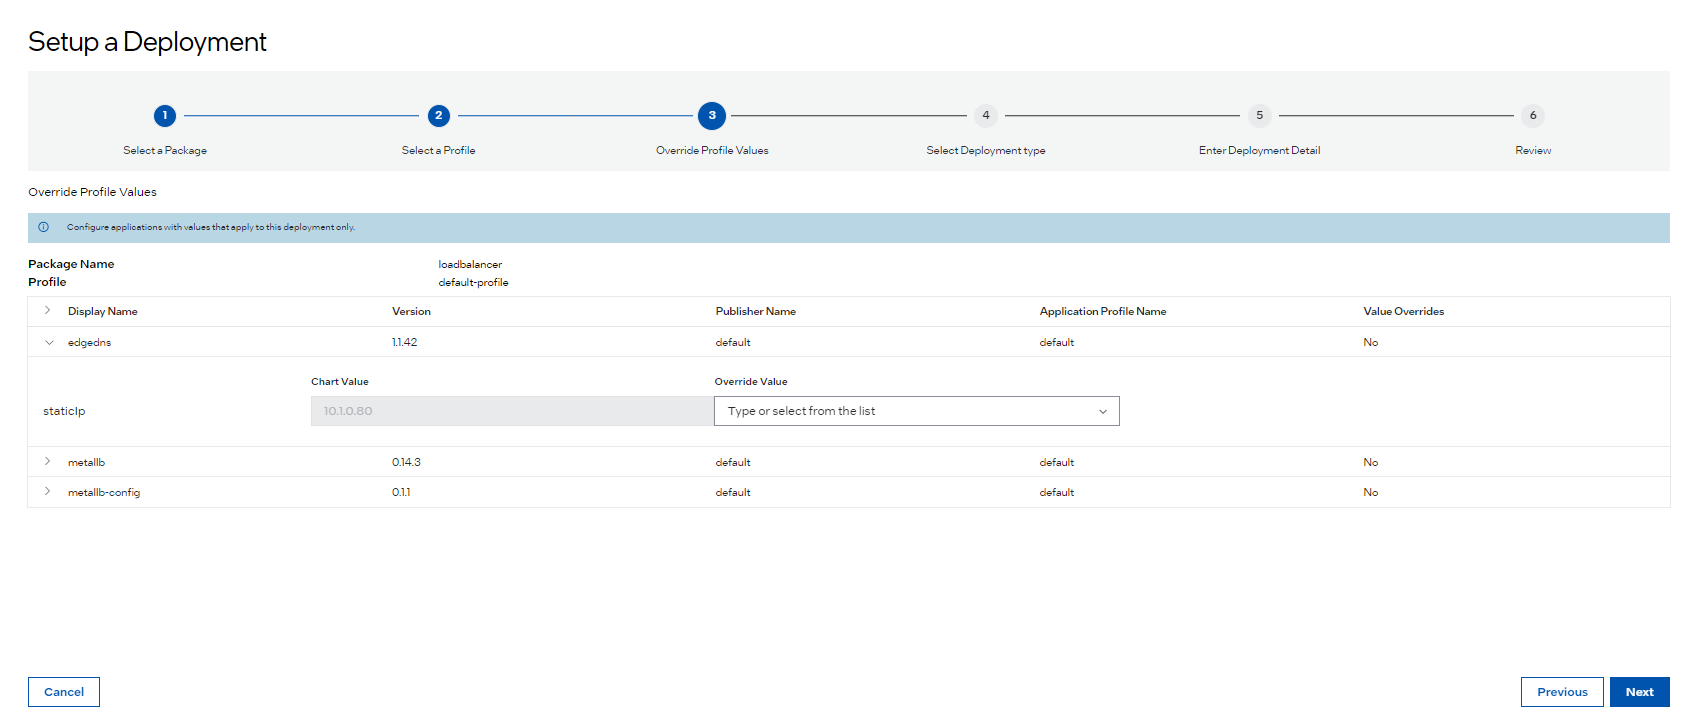 Setup a Deployment
1 2 3 4 5 6
Select a Package Select a Profile Override Profile Values Select Deployment type Enter Deployment Detail Review
Override Profile Values
Configure applications with values that apply to this deployment only.
Package Name loadbalancer
Profile default-profile
Display Name Version Publisher Name Application Profile Name Value Overrides
edgedns 1.1.42 default default No
Chart Value Override Value
staticIp 10.1.0.80 Type or select from the list
metallb 0.14.3 default default No
metallb-config 0.1.1 default default No
Cancel Previous Next